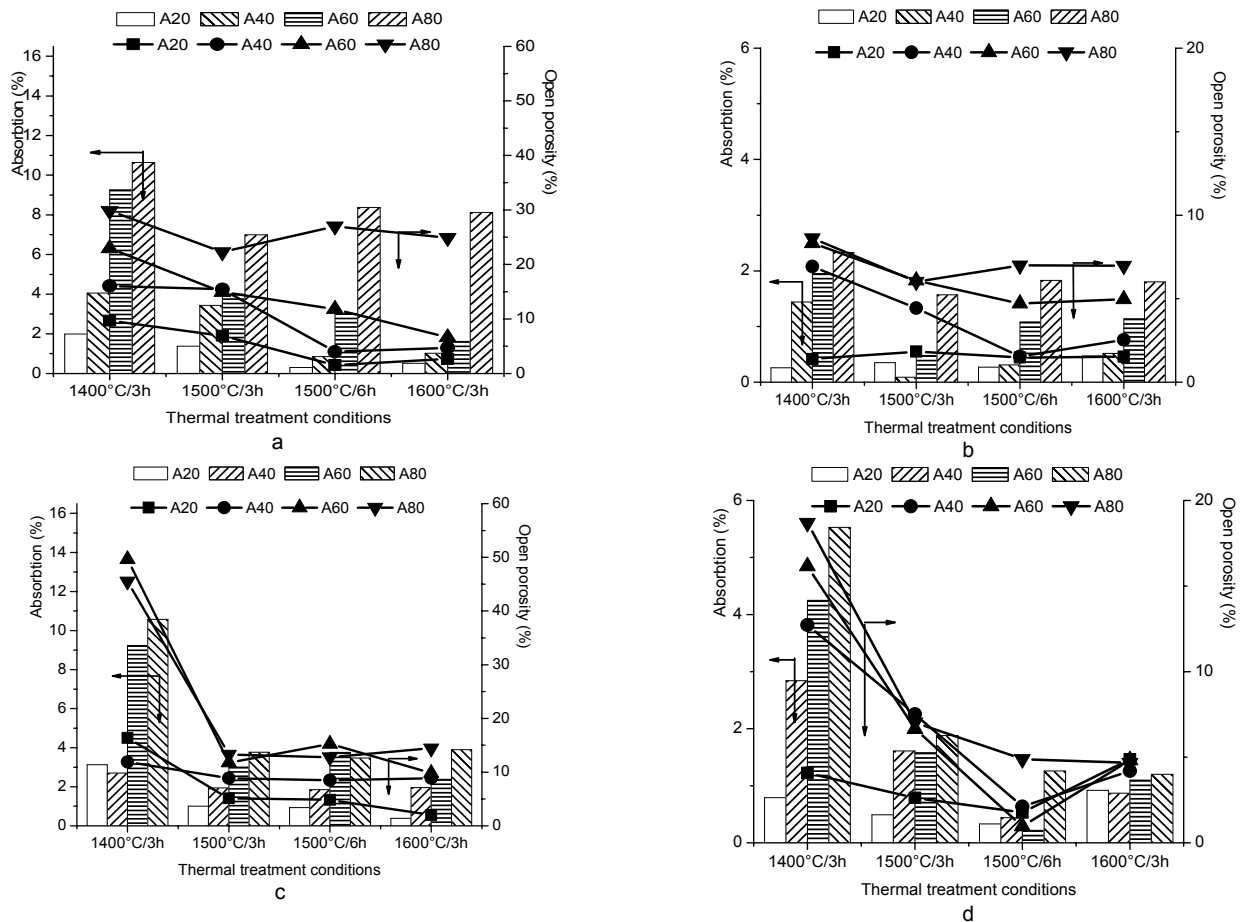 A20 A40 A60 A80
A20 A40 A60 A80
16
14
12
10
8
6
4
2
0
Absorbtion (%)
60
50
40
30
20
10
0
Open porosity (%)
1400°C/3h 1500°C/3h 1500°C/6h 1600°C/3h
Thermal treatment conditions
a
A20 A40 A60 A80
A20 A40 A60 A80
6
4
2
0
Absorbtion (%)
20
10
0
Open porosity (%)
1400°C/3h 1500°C/3h 1500°C/6h 1600°C/3h
Thermal treatment conditions
b
A20 A40 A60 A80
A20 A40 A60 A80
16
14
12
10
8
6
4
2
0
Absorbtion (%)
60
50
40
30
20
10
0
Open porosity (%)
1400°C/3h 1500°C/3h 1500°C/6h 1600°C/3h
Thermal treatment conditions
c
A20 A40 A60 A80
A20 A40 A60 A80
6
4
2
0
Absorbtion (%)
20
10
0
Open porosity (%)
1400°C/3h 1500°C/3h 1500°C/6h 1600°C/3h
Thermal treatment conditions
d